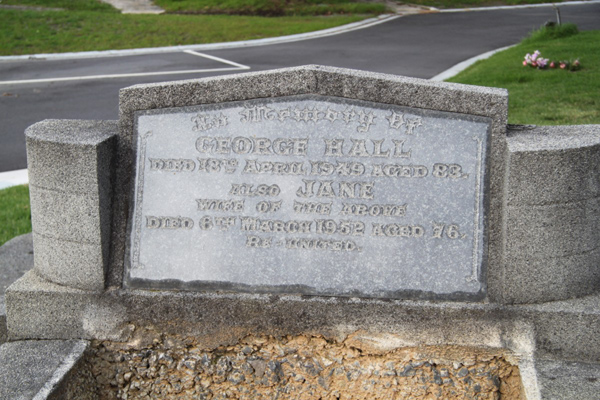 In Memory Of
GEORGE HALL
DIED 18TH APRIL 1949 AGED 83.
ALSO JANE
WIFE OF THE ABOVE
DIED 6TH MARCH 1952 AGED 76.
RE-UNITED.